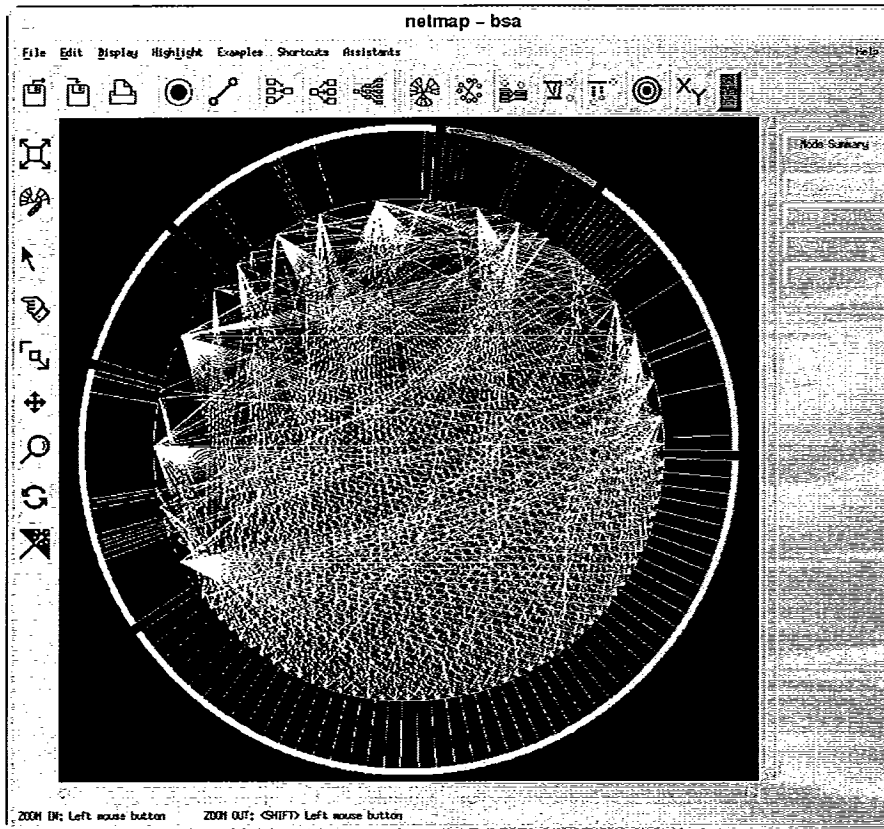 netmap - bsa
File Edit Display Highlight Examples Shortcuts Assistants Help
X Y
Node Summary
ZOOM IN: Left mouse button ZOOM OUT: <SHIFT> Left mouse button